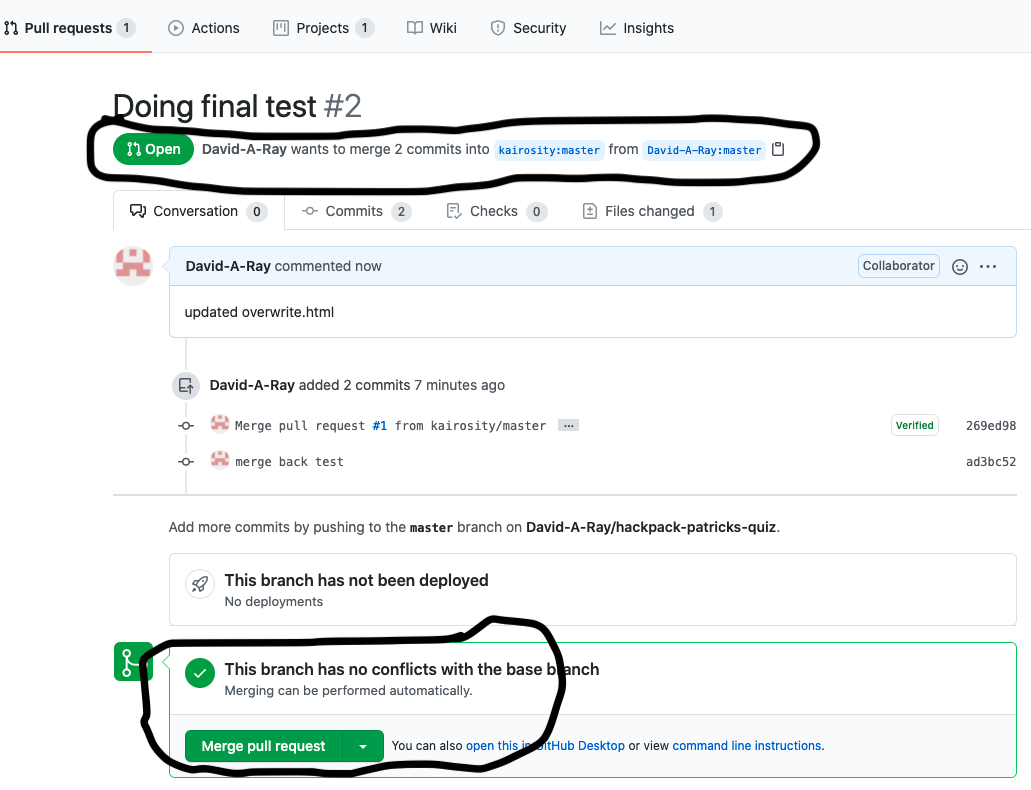 Pull requests 1 Actions Projects 1 Wiki Security Insights
Doing final test #2
Open David-A-Ray wants to merge 2 commits into kairosity:master from David-A-Ray:master
Conversation 0 Commits 2 Checks 0 Files changed 1
David-A-Ray commented now Collaborator ...
updated overwrite.html
David-A-Ray added 2 commits 7 minutes ago
Merge pull request #1 from kairosity/master ... Verified 269ed98
merge back test ad3bc52
Add more commits by pushing to the master branch on David-A-Ray/hackpack-patricks-quiz.
This branch has not been deployed
No deployments
This branch has no conflicts with the base branch
Merging can be performed automatically.
Merge pull request You can also open this in GitHub Desktop or view command line instructions.